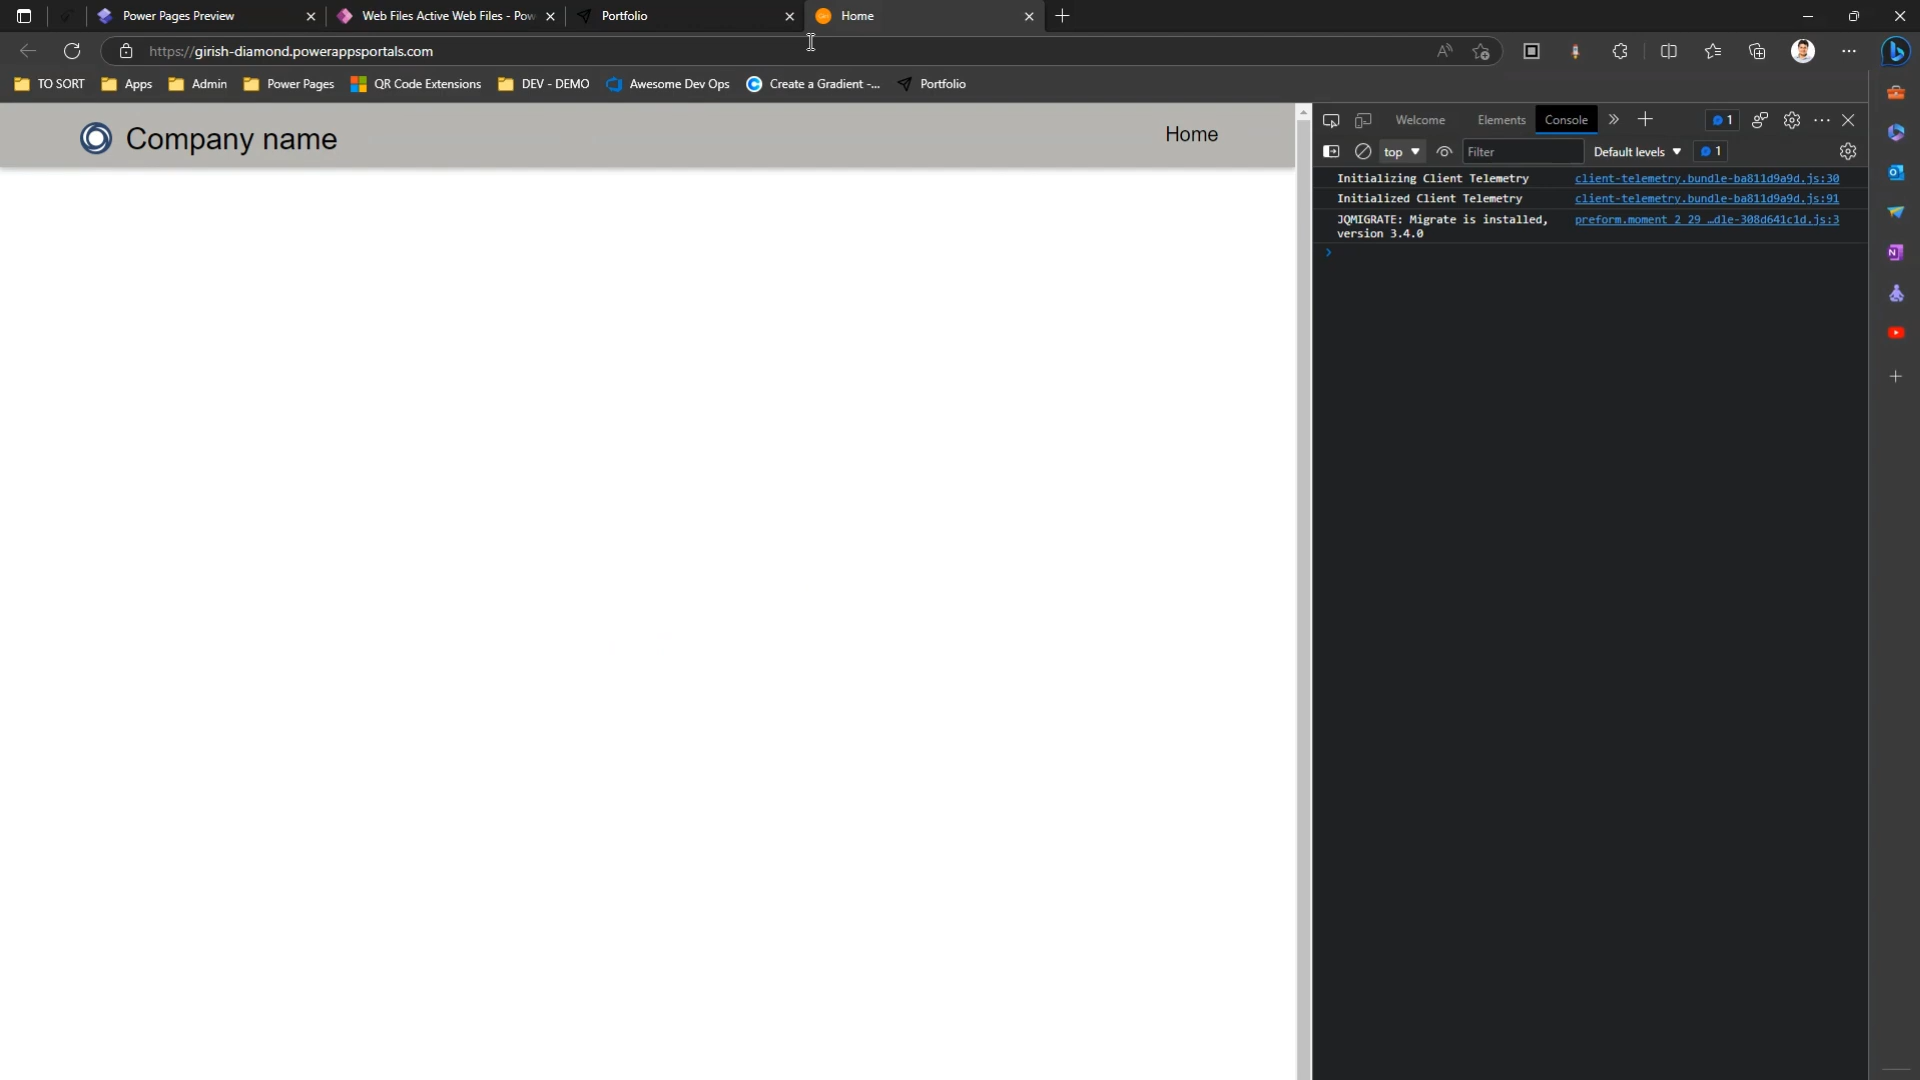 Power Pages Preview
Web Files Active Web Files - Pow
Portfolio
Home
https://girish-diamond.powerappsportals.com
TO SORT
Apps
Admin
Power Pages
QR Code Extensions
DEV - DEMO
Awesome Dev Ops
Create a Gradient -...
Portfolio
Company name
Home
Welcome
Elements
Console
1
top
Filter
Default levels
1
Initializing Client Telemetry client-telemetry.bundle-ba811d9a9d.js:30
Initialized Client Telemetry client-telemetry.bundle-ba811d9a9d.js:91
JQMIGRATE: Migrate is installed, preform.moment_2_29_…dle-308d641c1d.js:3
version 3.4.0